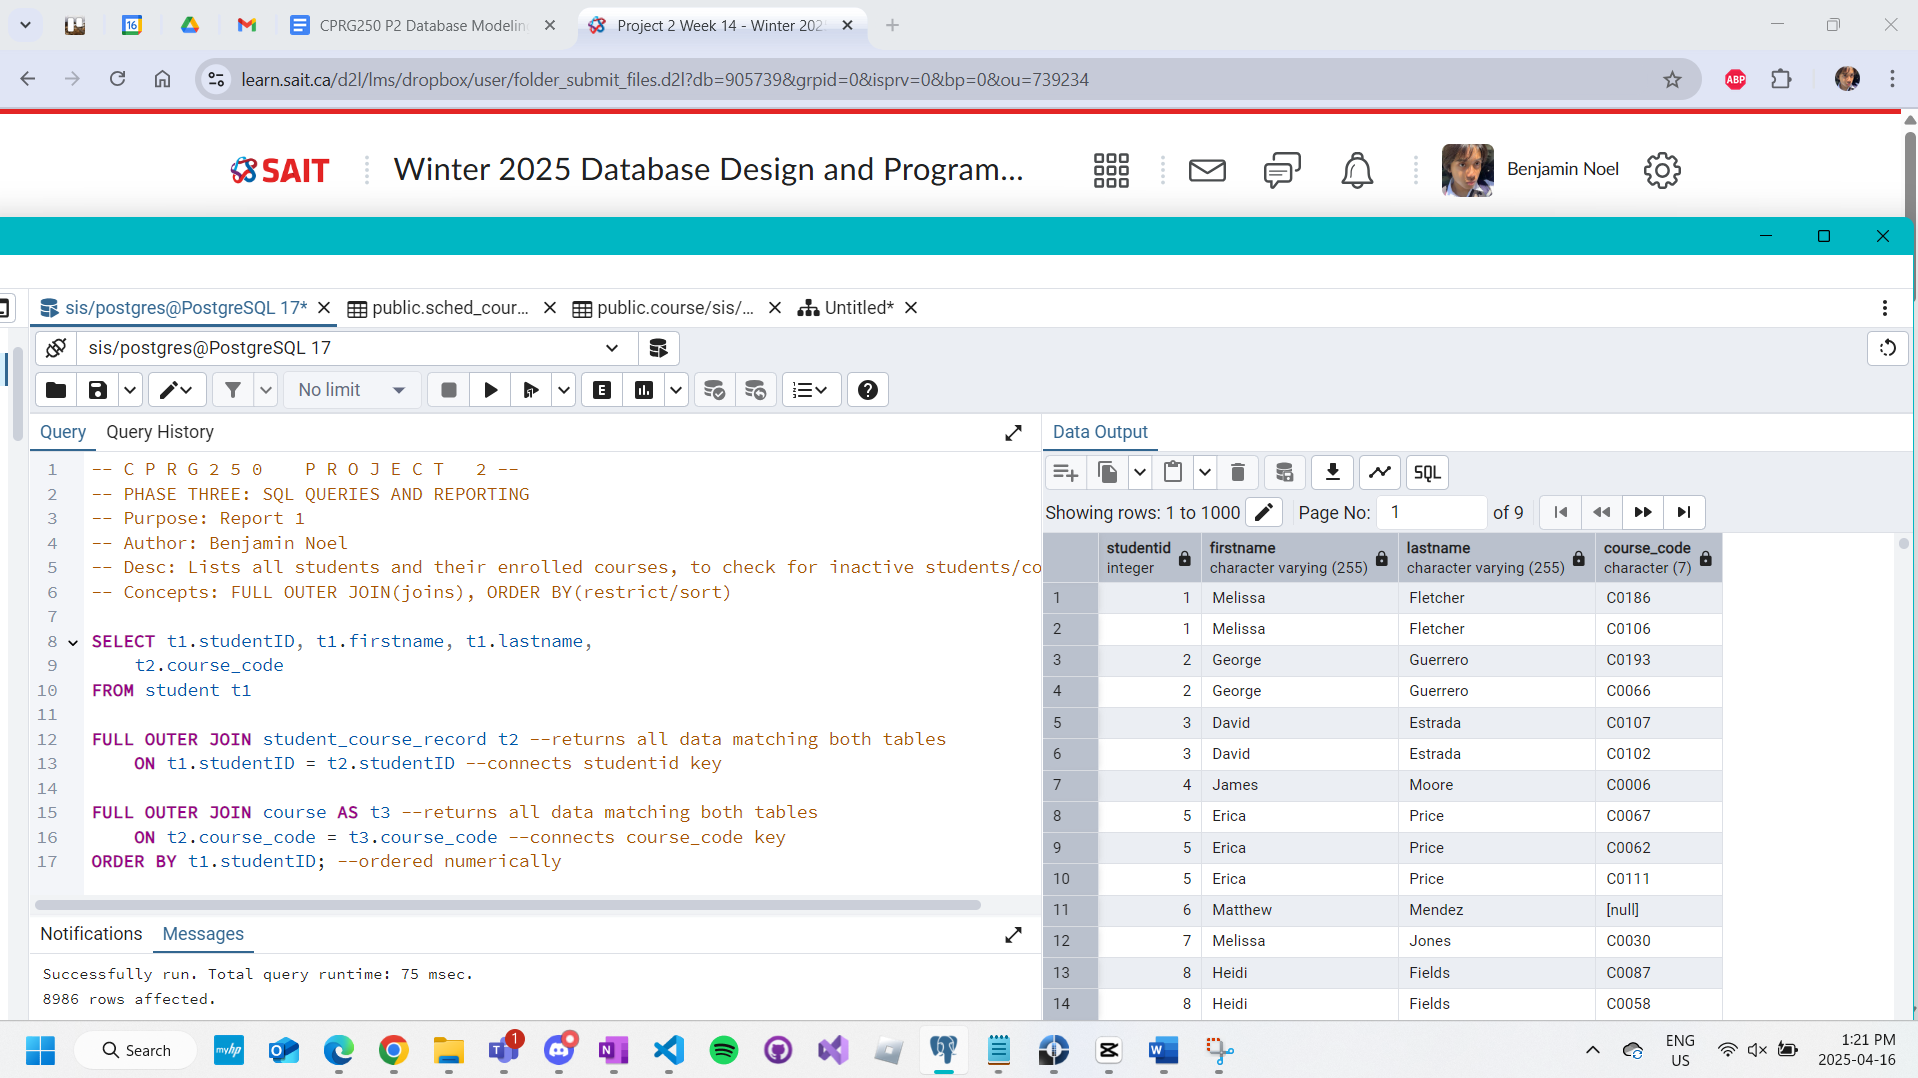 16
CPRG250 P2 Database Modelin
Project 2 Week 14 - Winter 202
learn.sait.ca/d2l/lms/dropbox/user/folder_submit_files.d2l?db=905739&grpid=0&isprv=0&bp=0&ou=739234
ABP
SAIT
Winter 2025 Database Design and Program...
Benjamin Noel
sis/postgres@PostgreSQL 17*
public.sched_cour...
public.course/sis/...
Untitled*
sis/postgres@PostgreSQL 17
No limit
E
Query
Query History
1 -- C P R G 2 5 0 P R O J E C T 2 --
2 -- PHASE THREE: SQL QUERIES AND REPORTING
3 -- Purpose: Report 1
4 -- Author: Benjamin Noel
5 -- Desc: Lists all students and their enrolled courses, to check for inactive students/co
6 -- Concepts: FULL OUTER JOIN(joins), ORDER BY(restrict/sort)
7
8 SELECT t1.studentID, t1.firstname, t1.lastname,
9 t2.course_code
10 FROM student t1
11
12 FULL OUTER JOIN student_course_record t2 --returns all data matching both tables
13 ON t1.studentID = t2.studentID --connects studentid key
14
15 FULL OUTER JOIN course AS t3 --returns all data matching both tables
16 ON t2.course_code = t3.course_code --connects course_code key
17 ORDER BY t1.studentID; --ordered numerically
Notifications
Messages
Successfully run. Total query runtime: 75 msec.
8986 rows affected.
Data Output
SQL
Showing rows: 1 to 1000
Page No: 1 of 9
studentid firstname lastname course_code
integer character varying (255) character varying (255) character (7)
1 1 Melissa Fletcher C0186
2 1 Melissa Fletcher C0106
3 2 George Guerrero C0193
4 2 George Guerrero C0066
5 3 David Estrada C0107
6 3 David Estrada C0102
7 4 James Moore C0006
8 5 Erica Price C0067
9 5 Erica Price C0062
10 5 Erica Price C0111
11 6 Matthew Mendez [null]
12 7 Melissa Jones C0030
13 8 Heidi Fields C0087
14 8 Heidi Fields C0058
Search
myhp
1
ENG
US
1:21 PM
2025-04-16